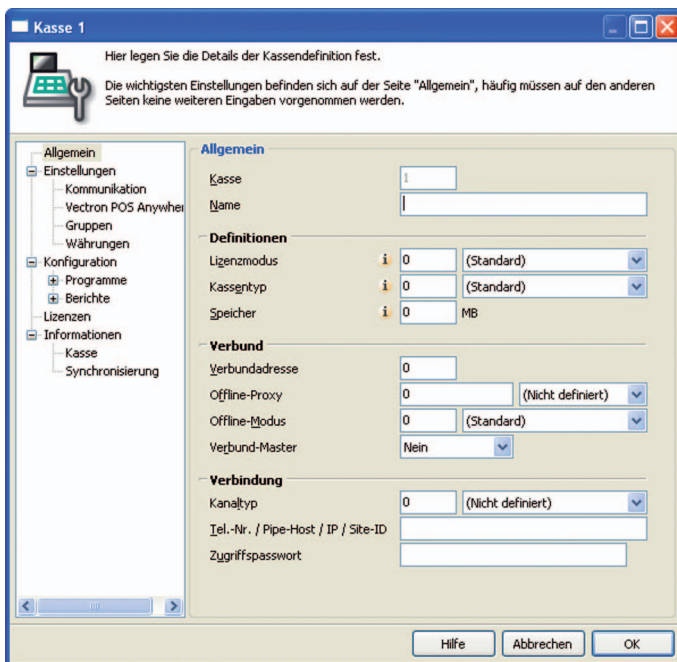 Kasse 1
Hier legen Sie die Details der Kassendefinition fest.
Die wichtigsten Einstellungen befinden sich auf der Seite "Allgemein", häufig müssen auf den anderen
Seiten keine weiteren Eingaben vorgenommen werden.
Allgemein
Einstellungen
Kommunikation
Vectron POS Anywher
Gruppen
Währungen
Konfiguration
Programme
Berichte
Lizenzen
Informationen
Kasse
Synchronisierung
Allgemein
Kasse 1
Name
Definitionen
Lizenzmodus i 0 (Standard)
Kassentyp i 0 (Standard)
Speicher i 0 MB
Verbund
Verbundadresse 0
Offline-Proxy 0 (Nicht definiert)
Offline-Modus 0 (Standard)
Verbund-Master Nein
Verbindung
Kanaltyp 0 (Nicht definiert)
Tel.-Nr. / Pipe-Host / IP / Site-ID
Zugriffspasswort
Hilfe Abbrechen OK